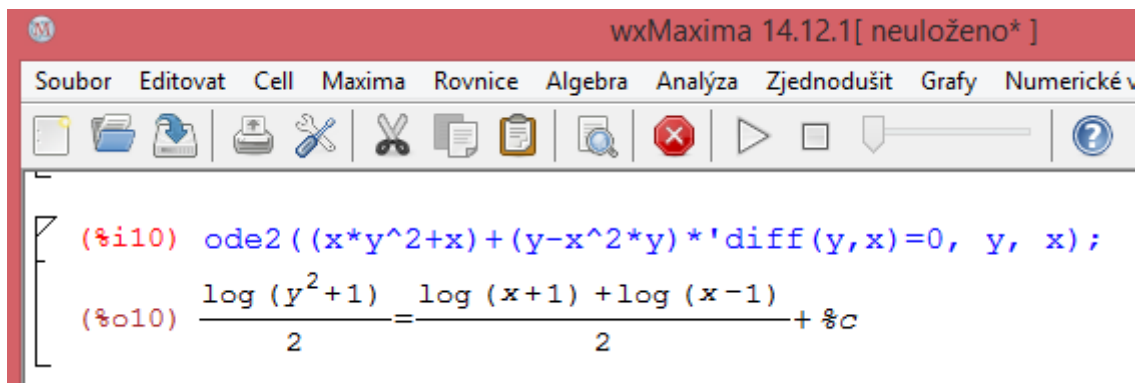 wxMaxima 14.12.1[ neuloženo* ]
Soubor Editovat Cell Maxima Rovnice Algebra Analýza Zjednodušit Grafy Numerické v
(%i10) ode2((x*y^2+x)+(y-x^2*y)*'diff(y,x)=0, y, x);
(%o10) log(y²+1)/2=log(x+1)+log(x-1)/2+%c